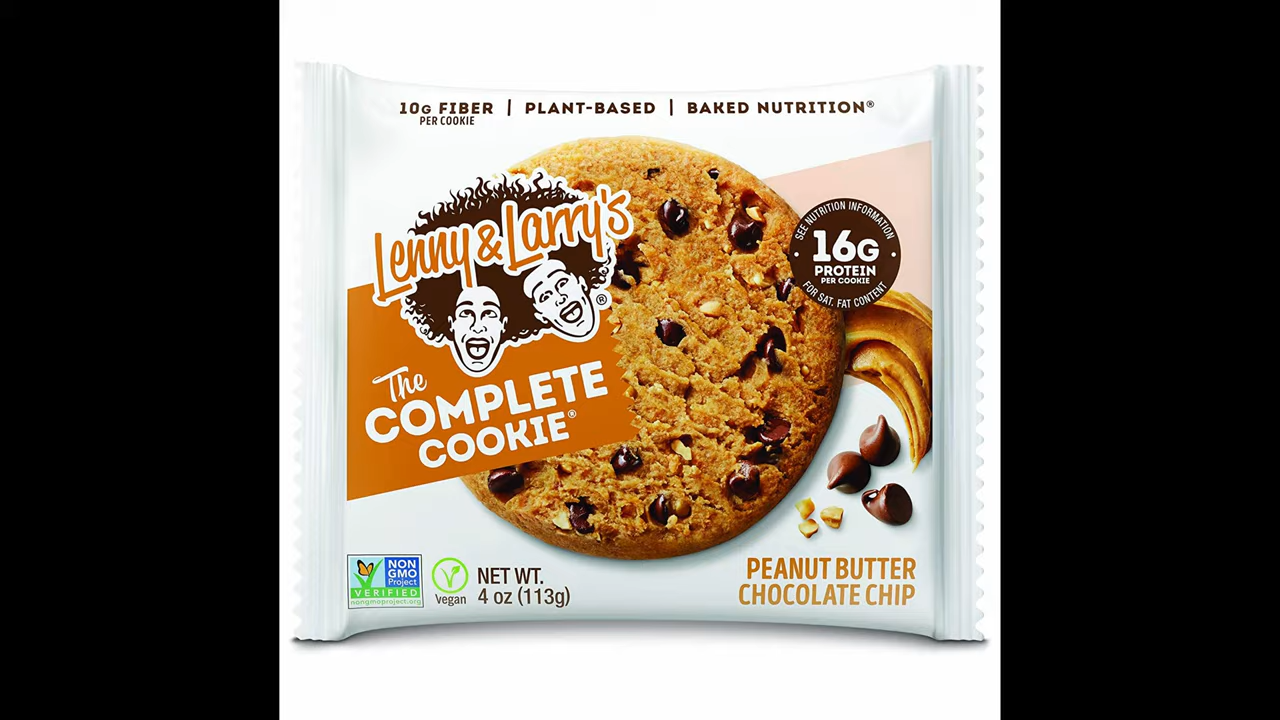 10G FIBER | PLANT-BASED | BAKED NUTRITION®
PER COOKIE
Lenny & Larry's®
The
COMPLETE
COOKIE®
SEE NUTRITION INFORMATION
16G
PROTEIN
PER COOKIE
FOR SAT. FAT CONTENT
NON
GMO
Project
VERIFIED
nongmoproject.org
Vegan
NET WT.
4 oz (113g)
PEANUT BUTTER
CHOCOLATE CHIP